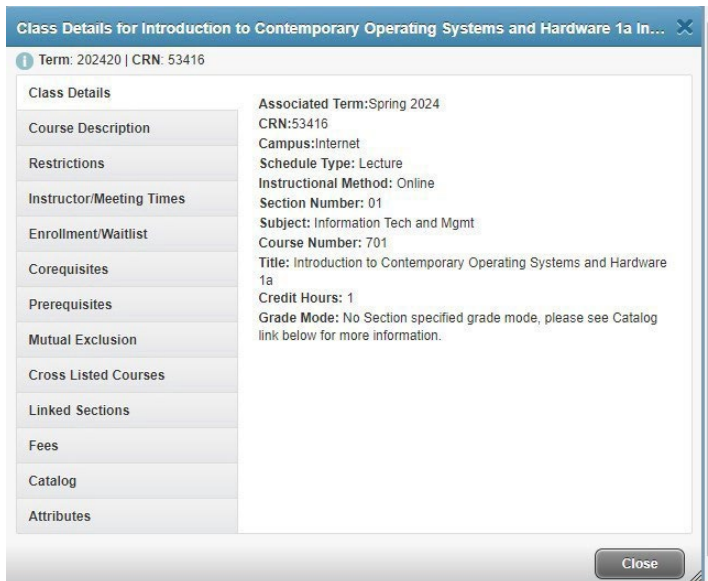 Class Details for Introduction to Contemporary Operating Systems and Hardware 1a In...
Term: 202420 | CRN: 53416
Class Details
Course Description
Restrictions
Instructor/Meeting Times
Enrollment/Waitlist
Corequisites
Prerequisites
Mutual Exclusion
Cross Listed Courses
Linked Sections
Fees
Catalog
Attributes
Associated Term:Spring 2024
CRN:53416
Campus:Internet
Schedule Type: Lecture
Instructional Method: Online
Section Number: 01
Subject: Information Tech and Mgmt
Course Number: 701
Title: Introduction to Contemporary Operating Systems and Hardware
1a
Credit Hours: 1
Grade Mode: No Section specified grade mode, please see Catalog
link below for more information.
Close